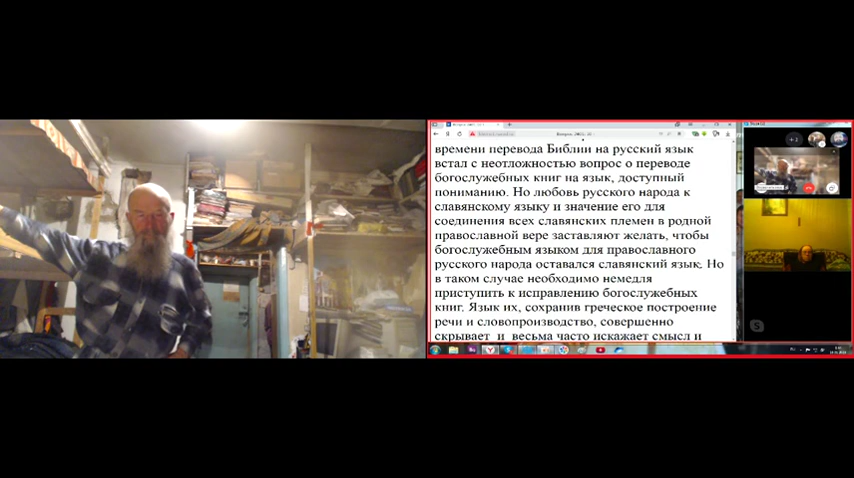 времени перевода Библии на русский язык
встал с неотложностью вопрос о переводе
богослужебных книг на язык, доступный
пониманию. Но любовь русского народа к
славянскому языку и значение его для
соединения всех славянских племен в родной
православной вере заставляют желать, чтобы
богослужебным языком для православного
русского народа оставался славянский язык. Но
в таком случае необходимо немедля
приступить к исправлению богослужебных
книг. Язык их, сохранив греческое построение
речи и словопроизводство, совершенно
скрывает и весьма часто искажает смысл и